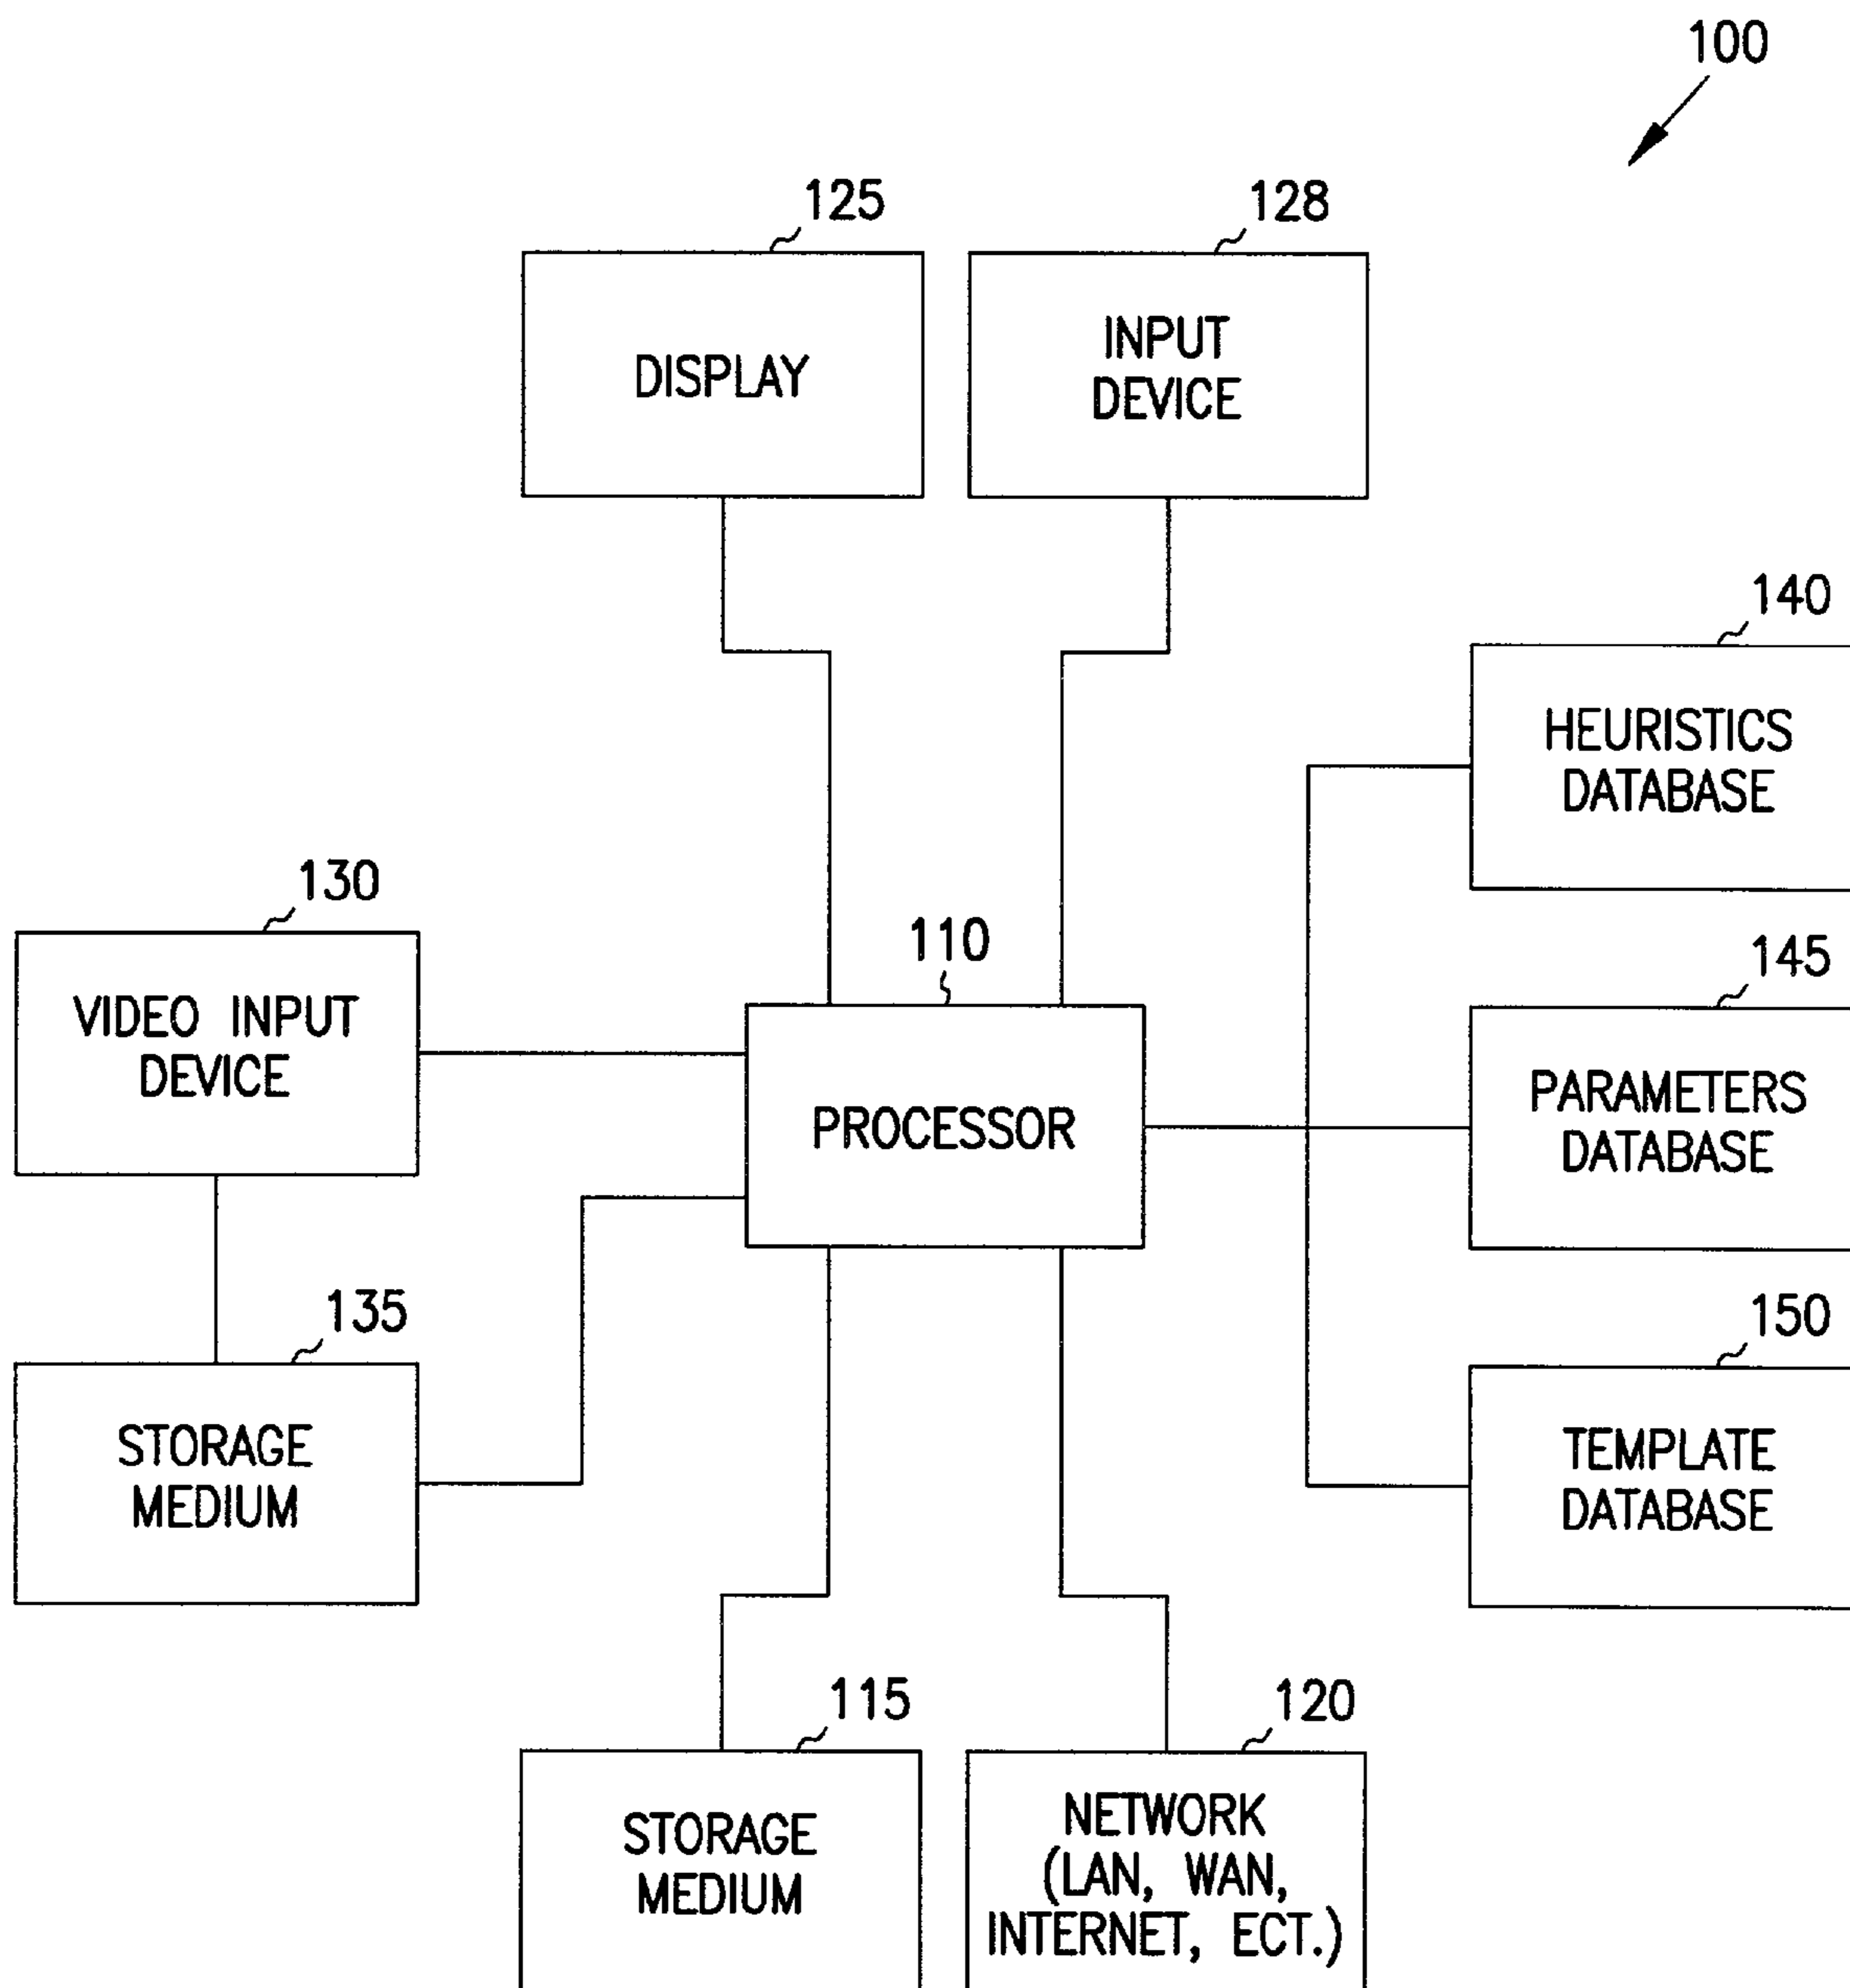 100
125
128
DISPLAY
INPUT
DEVICE
140
HEURISTICS
DATABASE
130
VIDEO INPUT
DEVICE
110
PROCESSOR
145
PARAMETERS
DATABASE
135
STORAGE
MEDIUM
150
TEMPLATE
DATABASE
115
STORAGE
MEDIUM
120
NETWORK
(LAN, WAN,
INTERNET, ECT.)